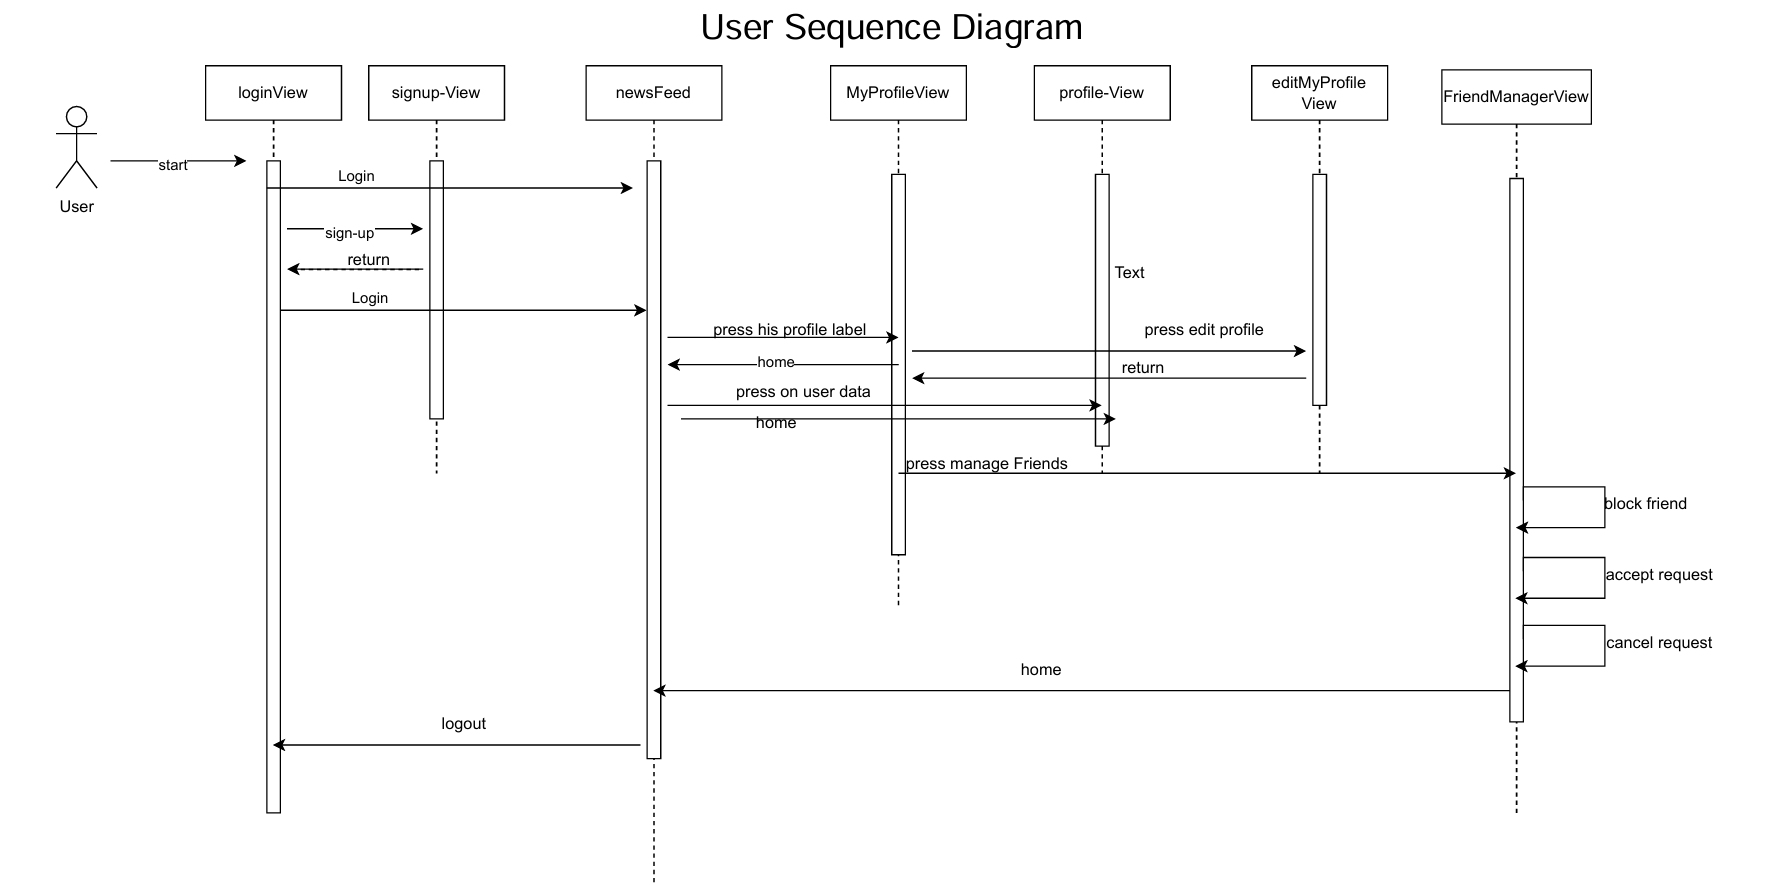 User Sequence Diagram
loginView
signup-View
newsFeed
MyProfileView
profile-View
editMyProfile
View
FriendManagerView
start
User
Login
sign-up
return
Text
Login
press his profile label
press edit profile
home
return
press on user data
home
press manage Friends
block friend
accept request
cancel request
home
logout